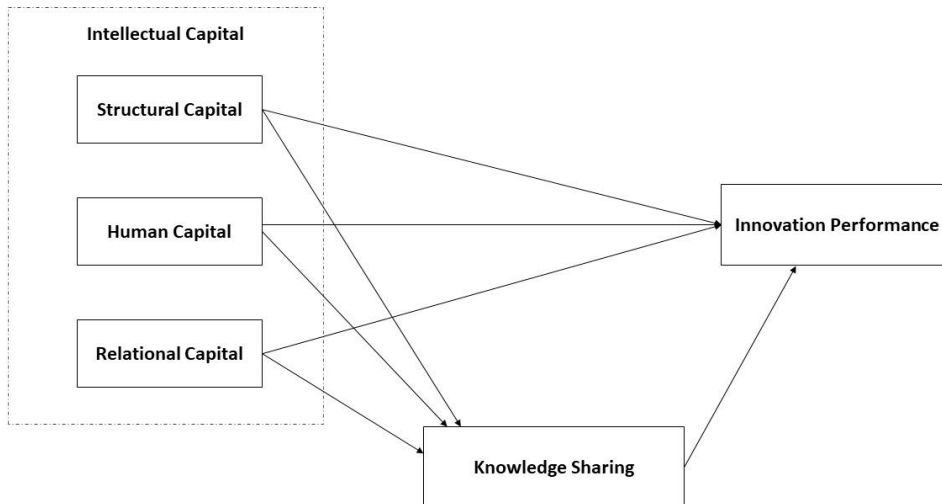 Intellectual Capital
Structural Capital
Human Capital
Innovation Performance
Relational Capital
Knowledge Sharing